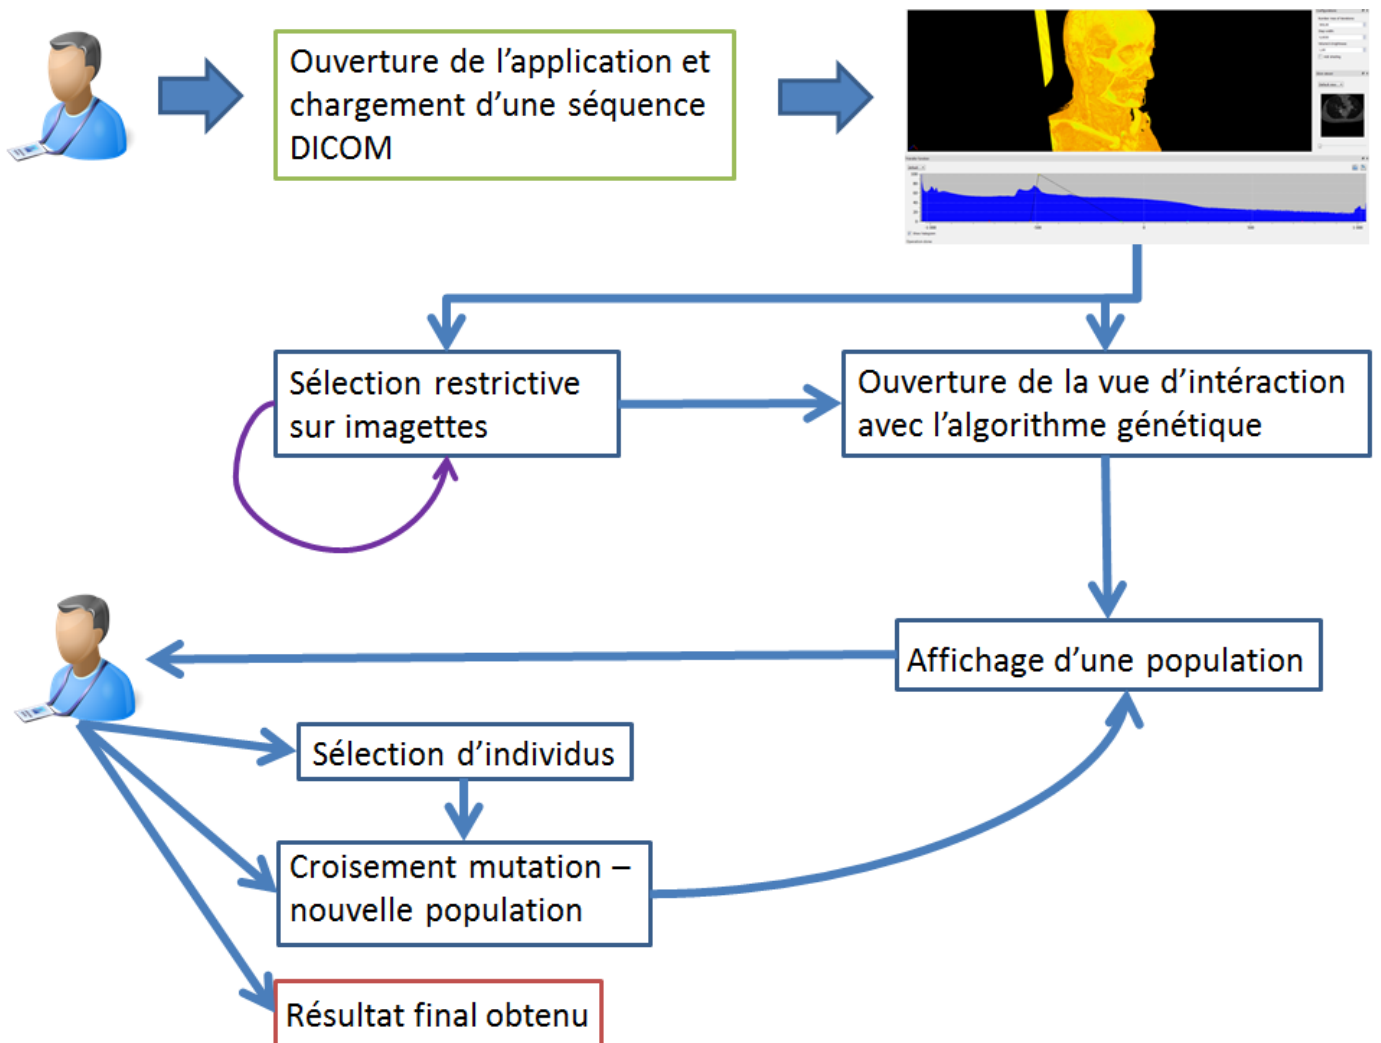 Ouverture de l'application et
chargement d'une séquence
DICOM
Sélection restrictive
sur imagettes
Ouverture de la vue d'intéraction
avec l'algorithme génétique
Affichage d'une population
Sélection d'individus
Croisement mutation –
nouvelle population
Résultat final obtenu